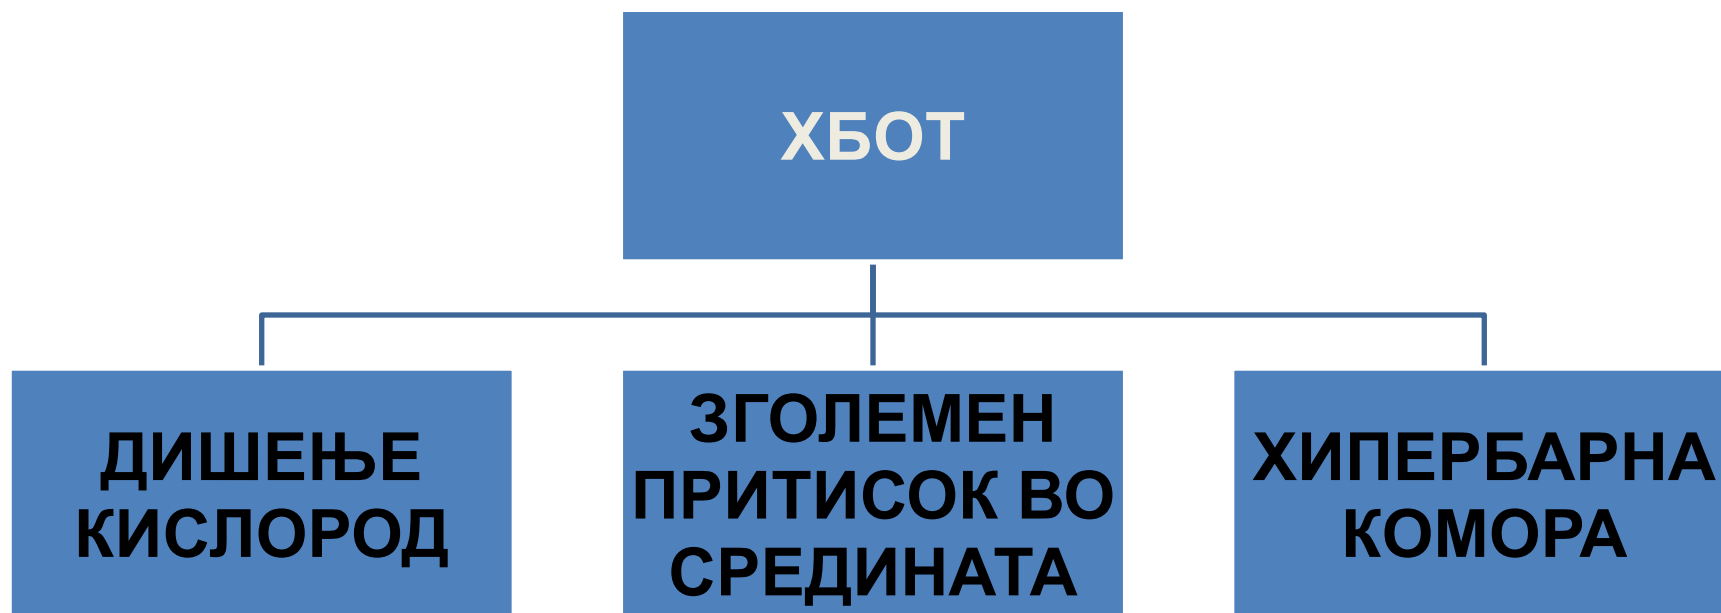 ХБОТ
ДИШЕЊЕ
КИСЛОРОД
ЗГОЛЕМЕН
ПРИТИСОК ВО
СРЕДИНАТА
ХИПЕРБАРНА
КОМОРА